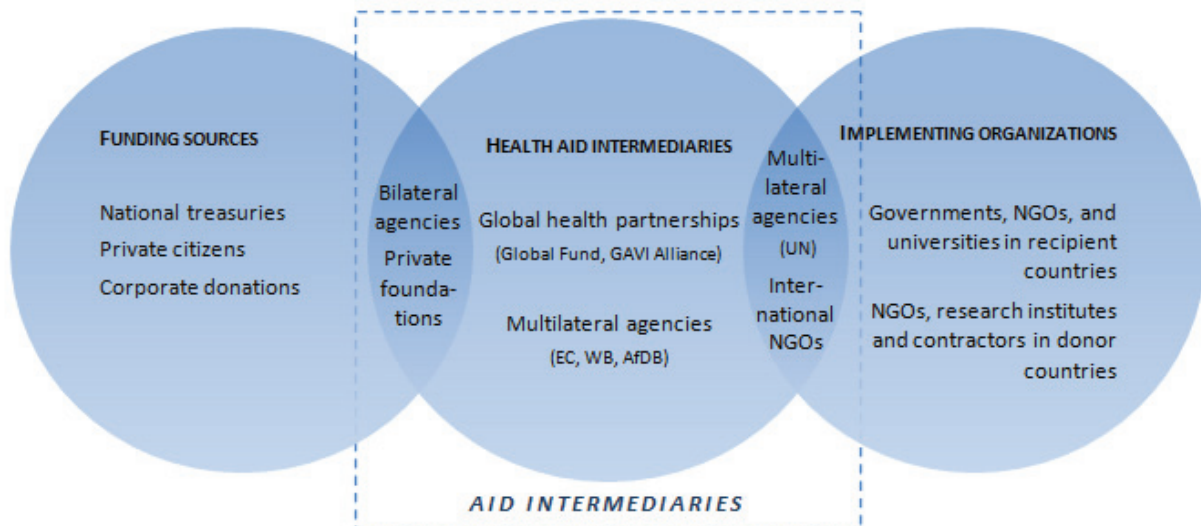 FUNDING SOURCES
National treasuries
Private citizens
Corporate donations
Bilateral
agencies
Private
founda-
tions
HEALTH AID INTERMEDIARIES
Global health partnerships
(Global Fund, GAVI Alliance)
Multilateral agencies
(EC, WB, AfDB)
Multi-
lateral
agencies
(UN)
Inter-
national
NGOs
IMPLEMENTING ORGANIZATIONS
Governments, NGOs, and
universities in recipient
countries
NGOs, research institutes
and contractors in donor
countries
AID INTERMEDIARIES